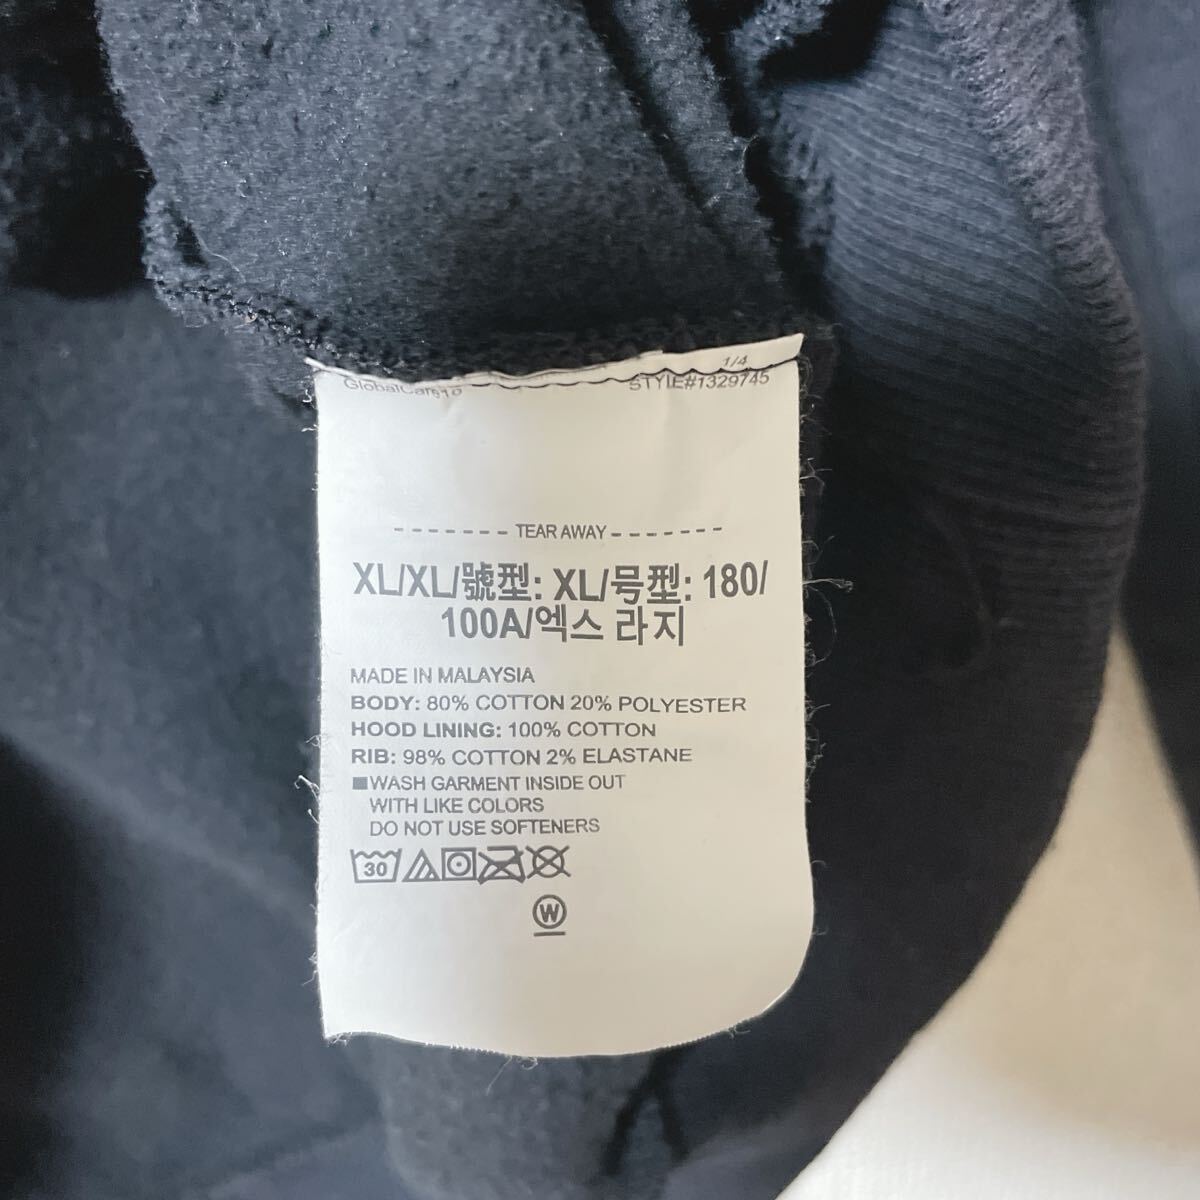 1/4
STYLE#1329745
- - - - - - - TEAR AWAY - - - - - - -
XL/XL/號型: XL/号型: 180/
100A/엑스 라지
MADE IN MALAYSIA
BODY: 80% COTTON 20% POLYESTER
HOOD LINING: 100% COTTON
RIB: 98% COTTON 2% ELASTANE
■WASH GARMENT INSIDE OUT
WITH LIKE COLORS
DO NOT USE SOFTENERS
30
W